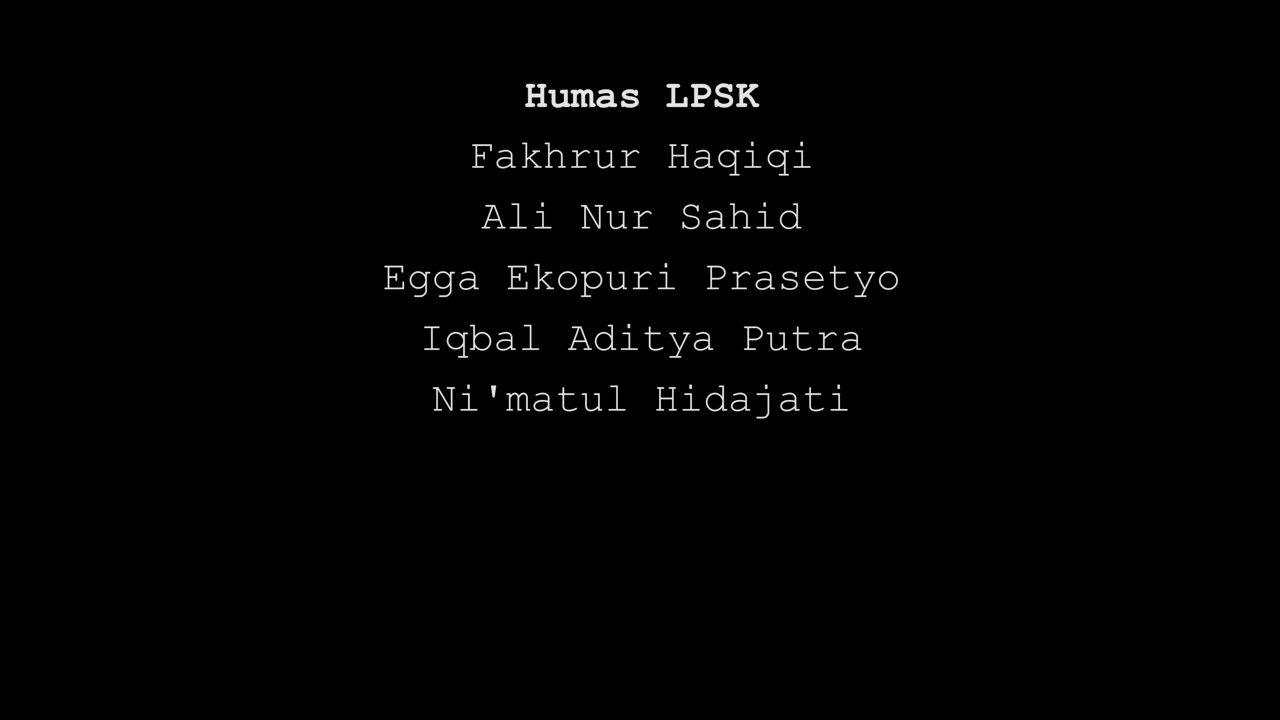 Humas LPSK
Fakhrur Haqiqi
Ali Nur Sahid
Egga Ekopuri Prasetyo
Iqbal Aditya Putra
Ni'matul Hidajati